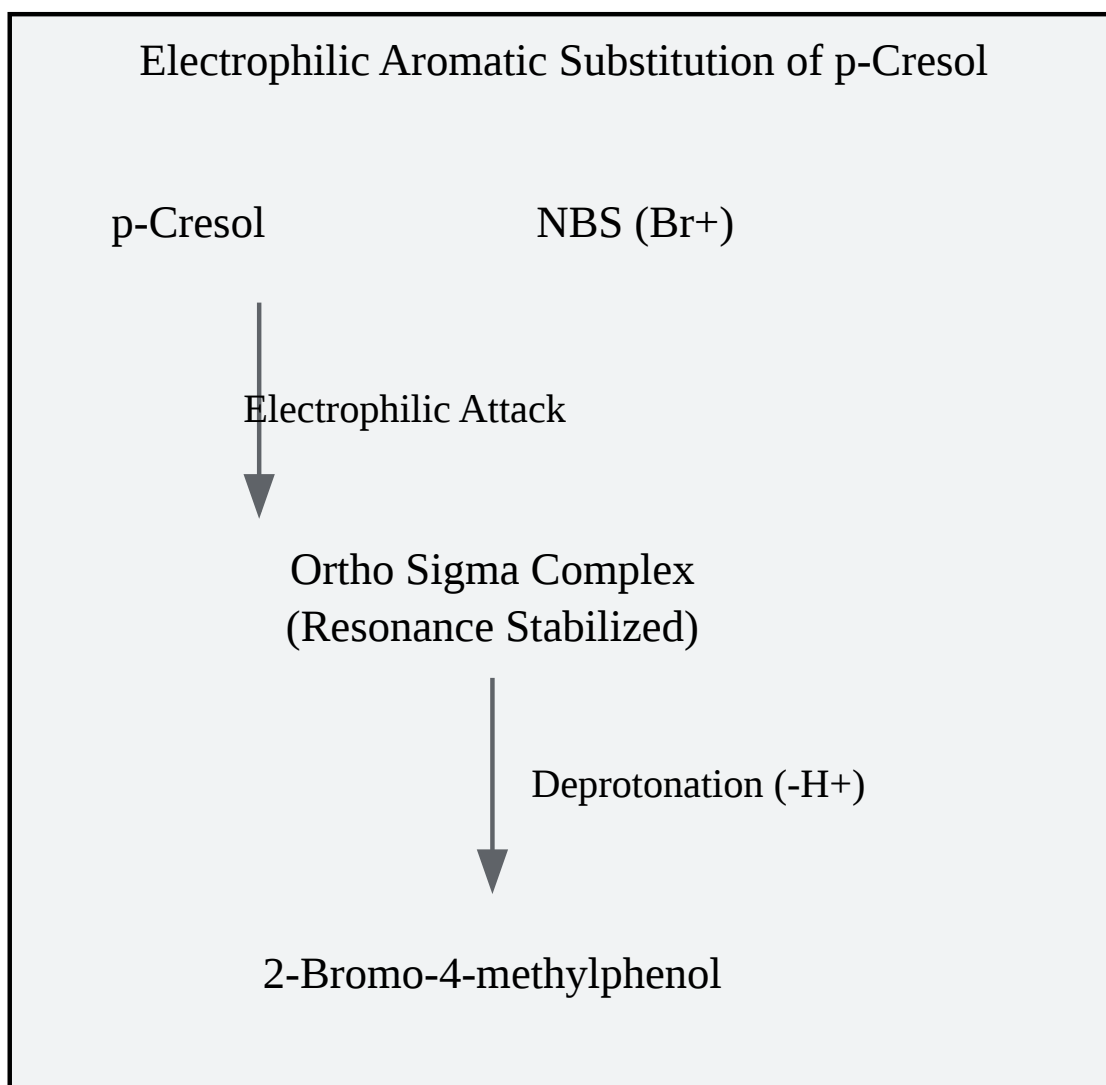 Electrophilic Aromatic Substitution of p-Cresol
p-Cresol
NBS (Br+)
Electrophilic Attack
Ortho Sigma Complex
(Resonance Stabilized)
Deprotonation (-H+)
2-Bromo-4-methylphenol